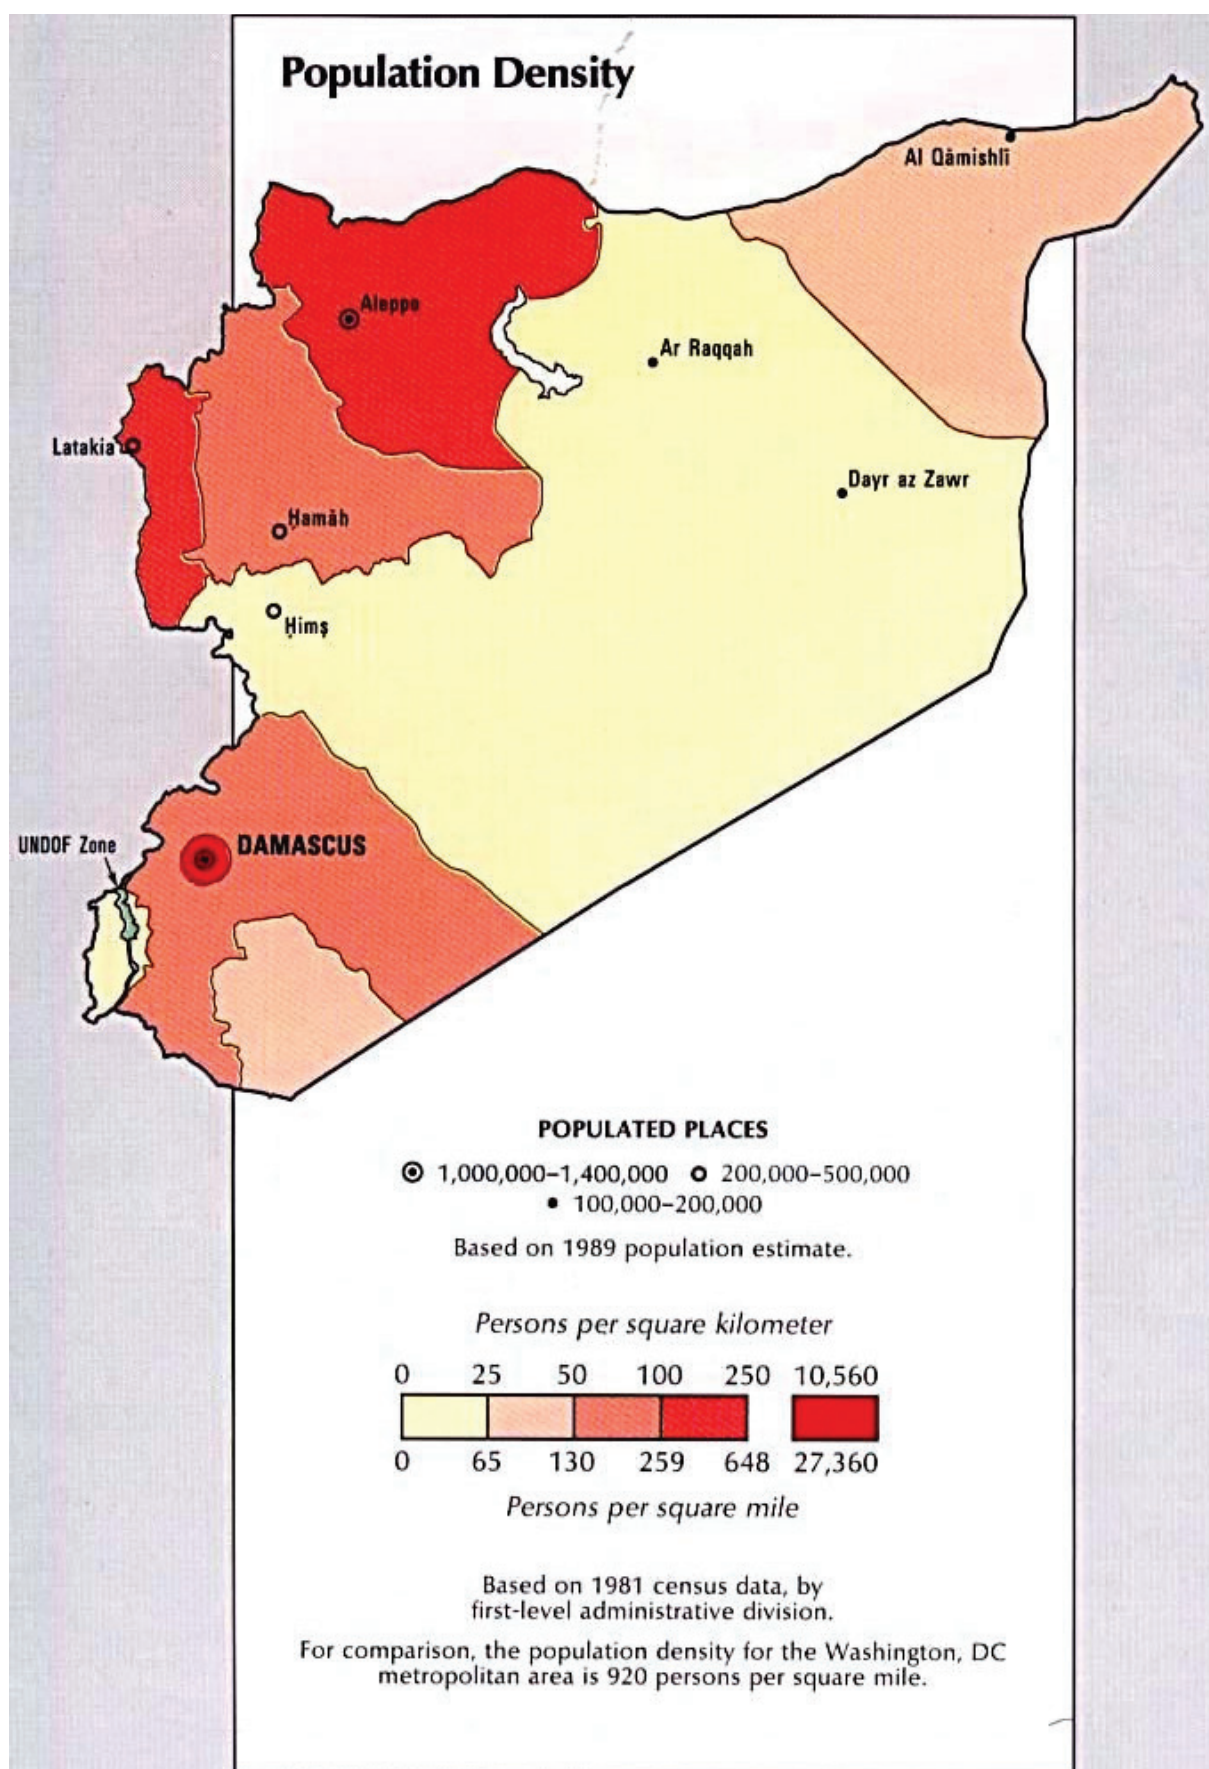 Population Density
Al Qāmishlī
Aleppo
Ar Raqqah
Latakia
Dayr az Zawr
Ḥamāh
Ḥimş
UNDOF Zone
DAMASCUS
POPULATED PLACES
1,000,000–1,400,000 200,000–500,000
100,000–200,000
Based on 1989 population estimate.
Persons per square kilometer
0 25 50 100 250 10,560
0 65 130 259 648 27,360
Persons per square mile
Based on 1981 census data, by
first-level administrative division.
For comparison, the population density for the Washington, DC
metropolitan area is 920 persons per square mile.